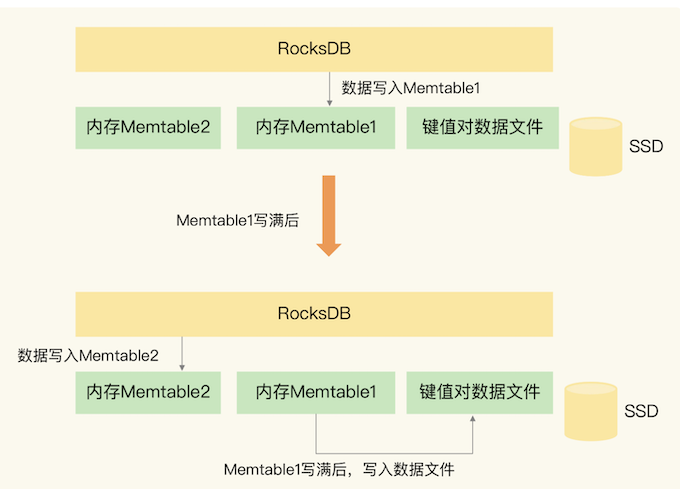 RocksDB
数据写入Memtable1
内存Memtable2
内存Memtable1
键值对数据文件
SSD
Memtable1写满后
RocksDB
数据写入Memtable2
内存Memtable2
内存Memtable1
键值对数据文件
SSD
Memtable1写满后，写入数据文件